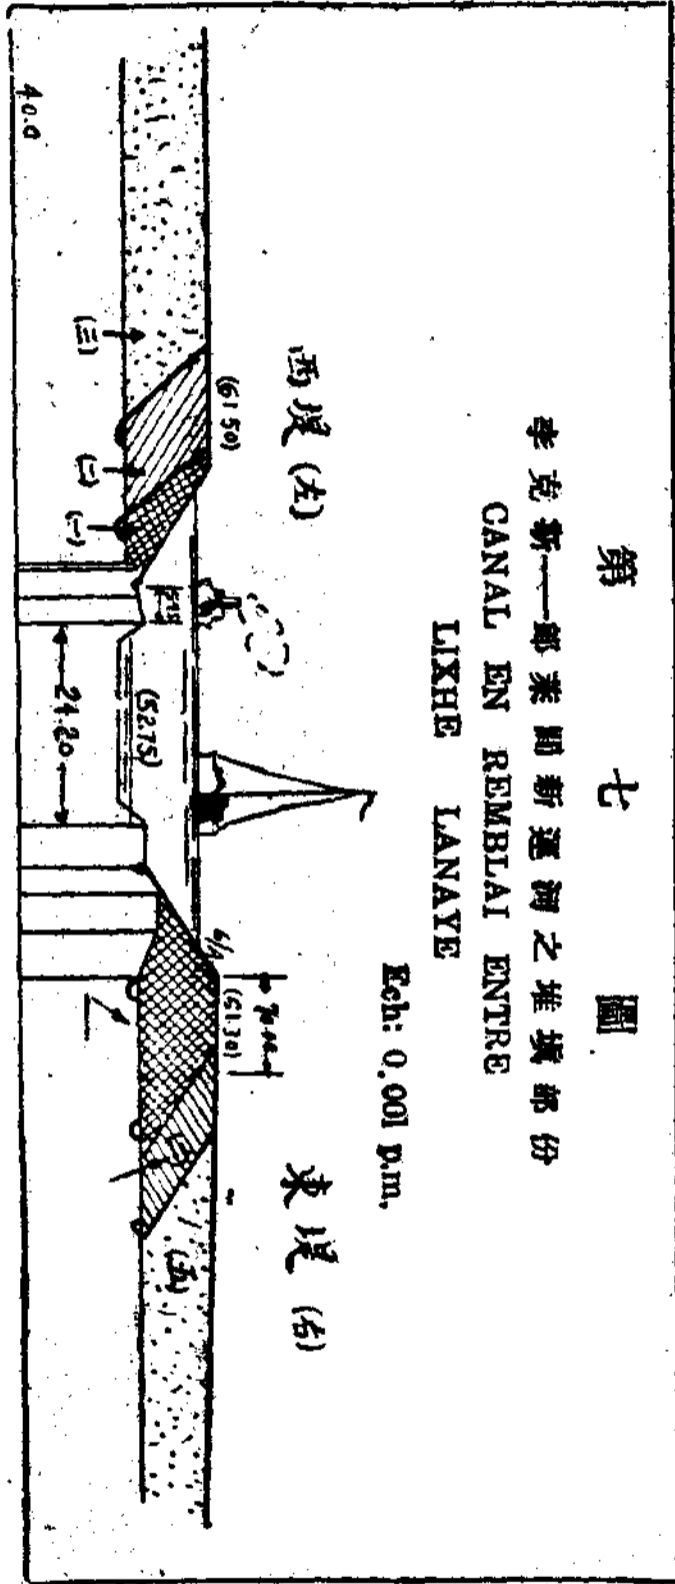 第七圖
李克斯——郎萊間新運河之堆填部份
CANAL EN REMBLAI ENTRE
LIXHE LANAYE
Ech: 0,001 p.m.
西堤 (左)
東堤 (右)
(61.50)
(61.30)
(52.75)
24.20
40.0
(三)
(二)
(一)
6/4